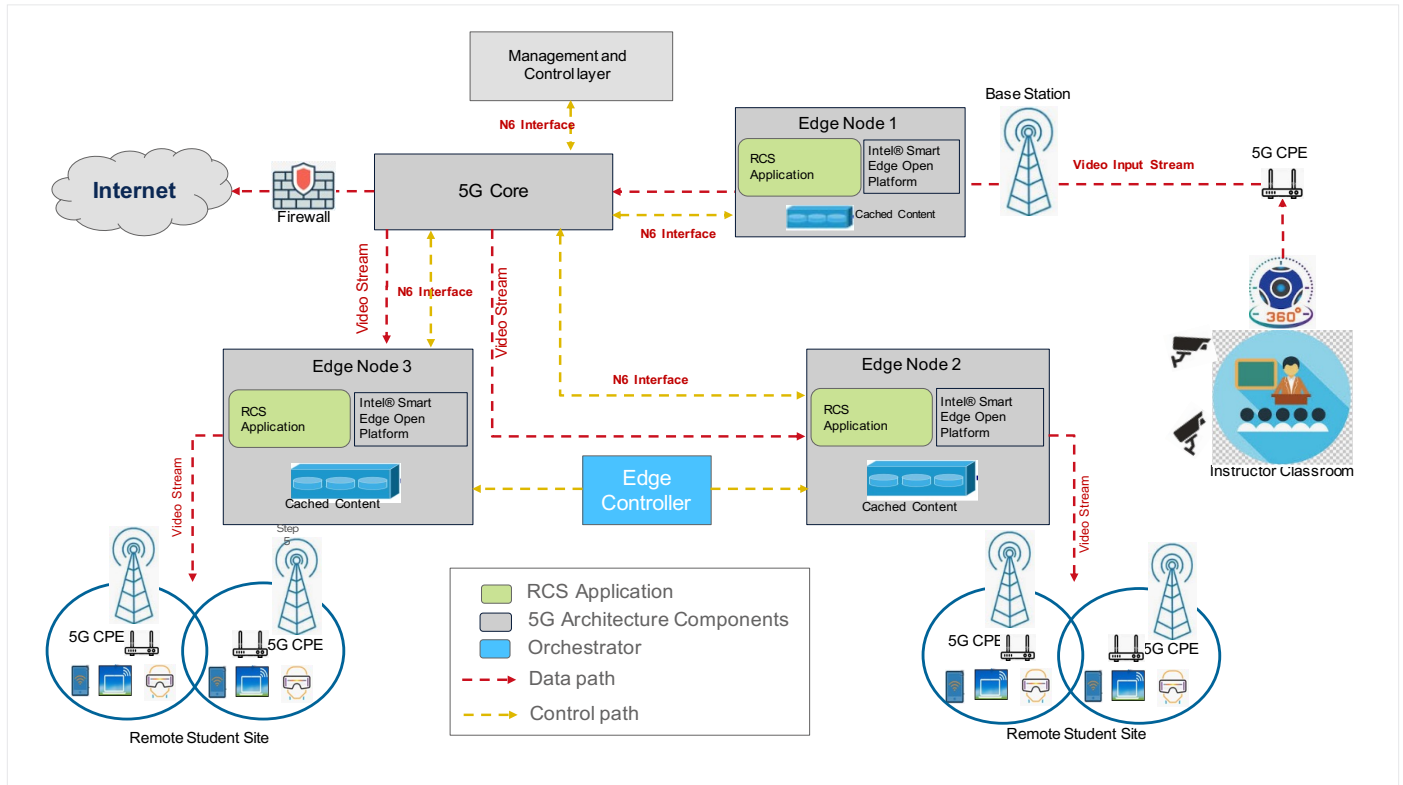 Management and
Control layer
N6 Interface
Base Station
Edge Node 1
RCS
Application
Intel® Smart
Edge Open
Platform
Cached Content
Video Input Stream
5G CPE
Internet
Firewall
5G Core
N6 Interface
360°
Instructor Classroom
Video Stream
N6 Interface
Video Stream
N6 Interface
Edge Node 3
RCS
Application
Intel® Smart
Edge Open
Platform
Cached Content
Edge Node 2
RCS
Application
Intel® Smart
Edge Open
Platform
Cached Content
Edge
Controller
Video Stream
Video Stream
Step
5
5G CPE
5G CPE
Remote Student Site
5G CPE
5G CPE
Remote Student Site
RCS Application
5G Architecture Components
Orchestrator
Data path
Control path